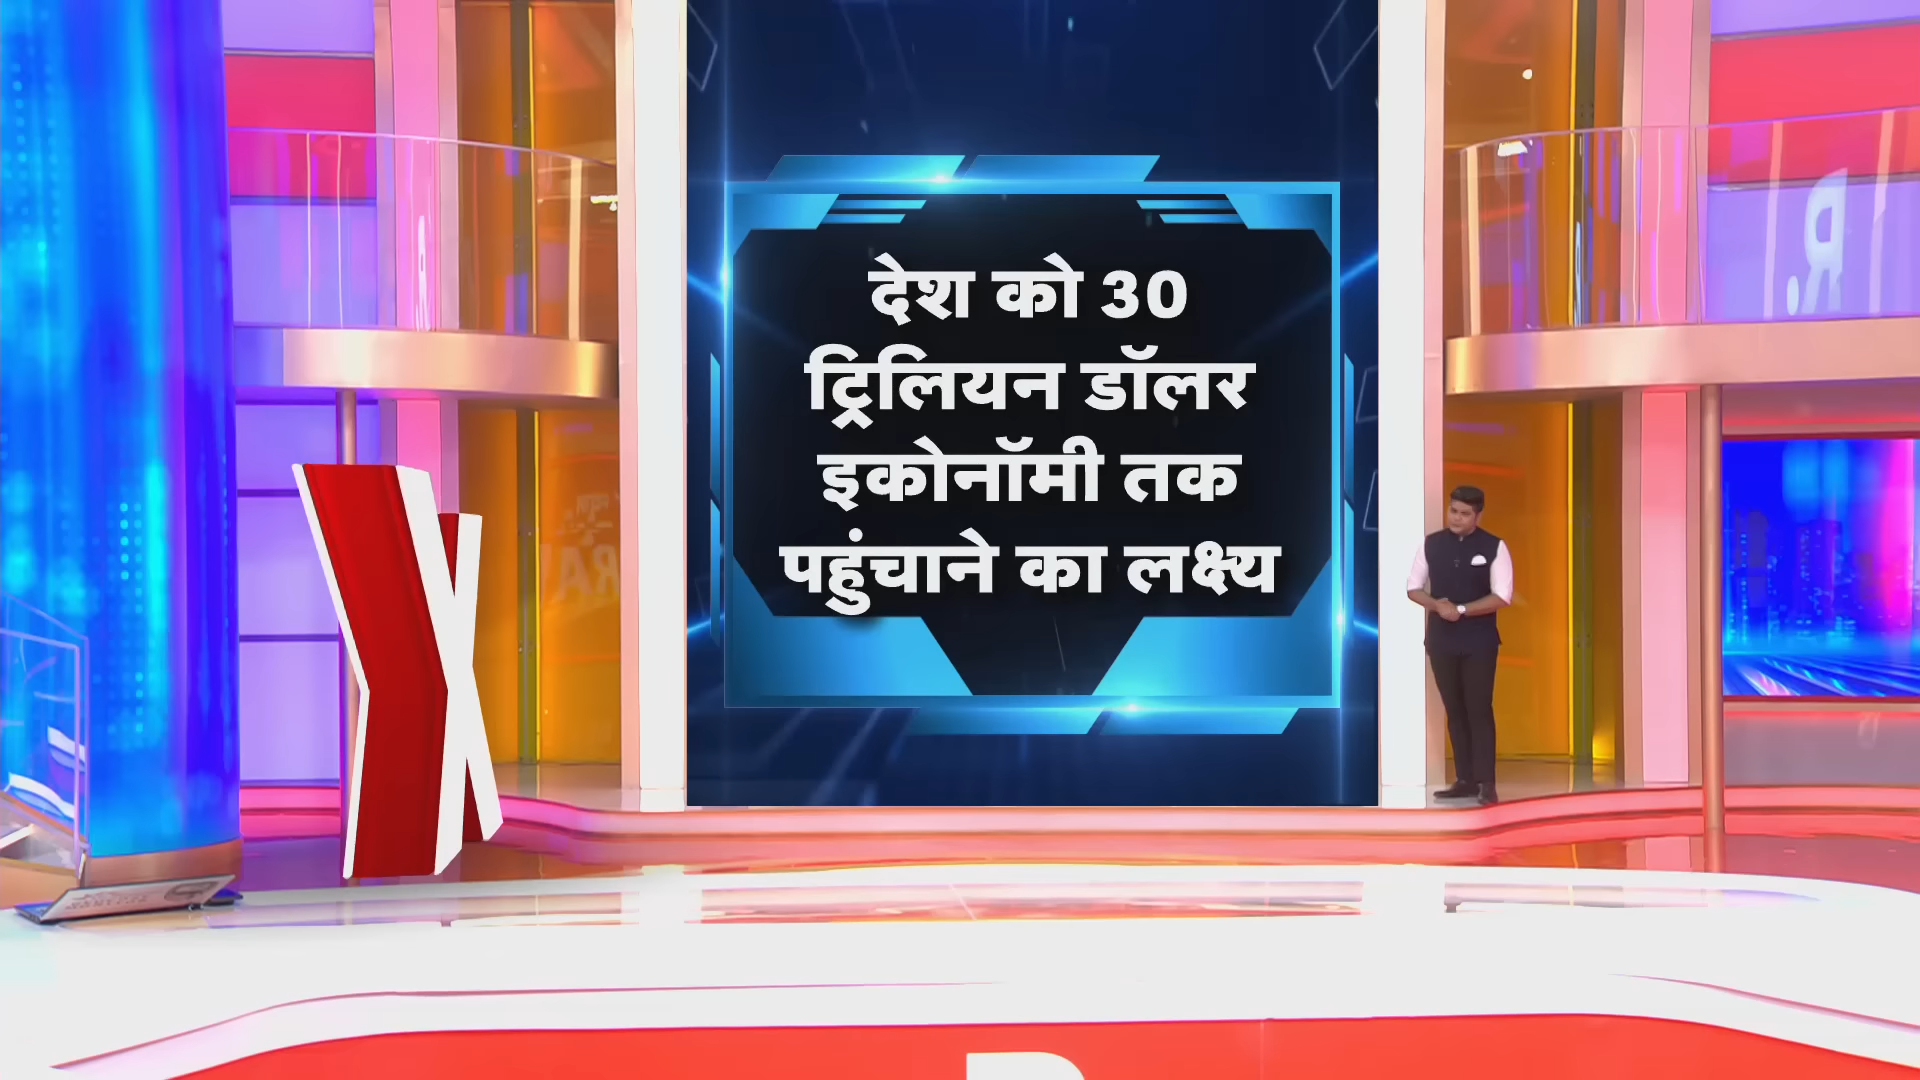 देश को 30
ट्रिलियन डॉलर
इकोनॉमी तक
पहुंचाने का लक्ष्य
R.